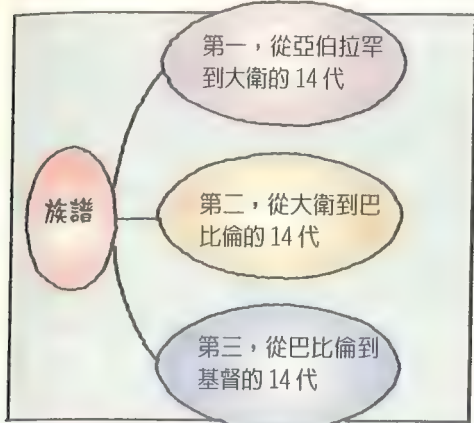 族譜
第一，從亞伯拉罕
到大衛的 14 代
第二，從大衛到巴
比倫的 14 代
第三，從巴比倫到
基督的 14 代